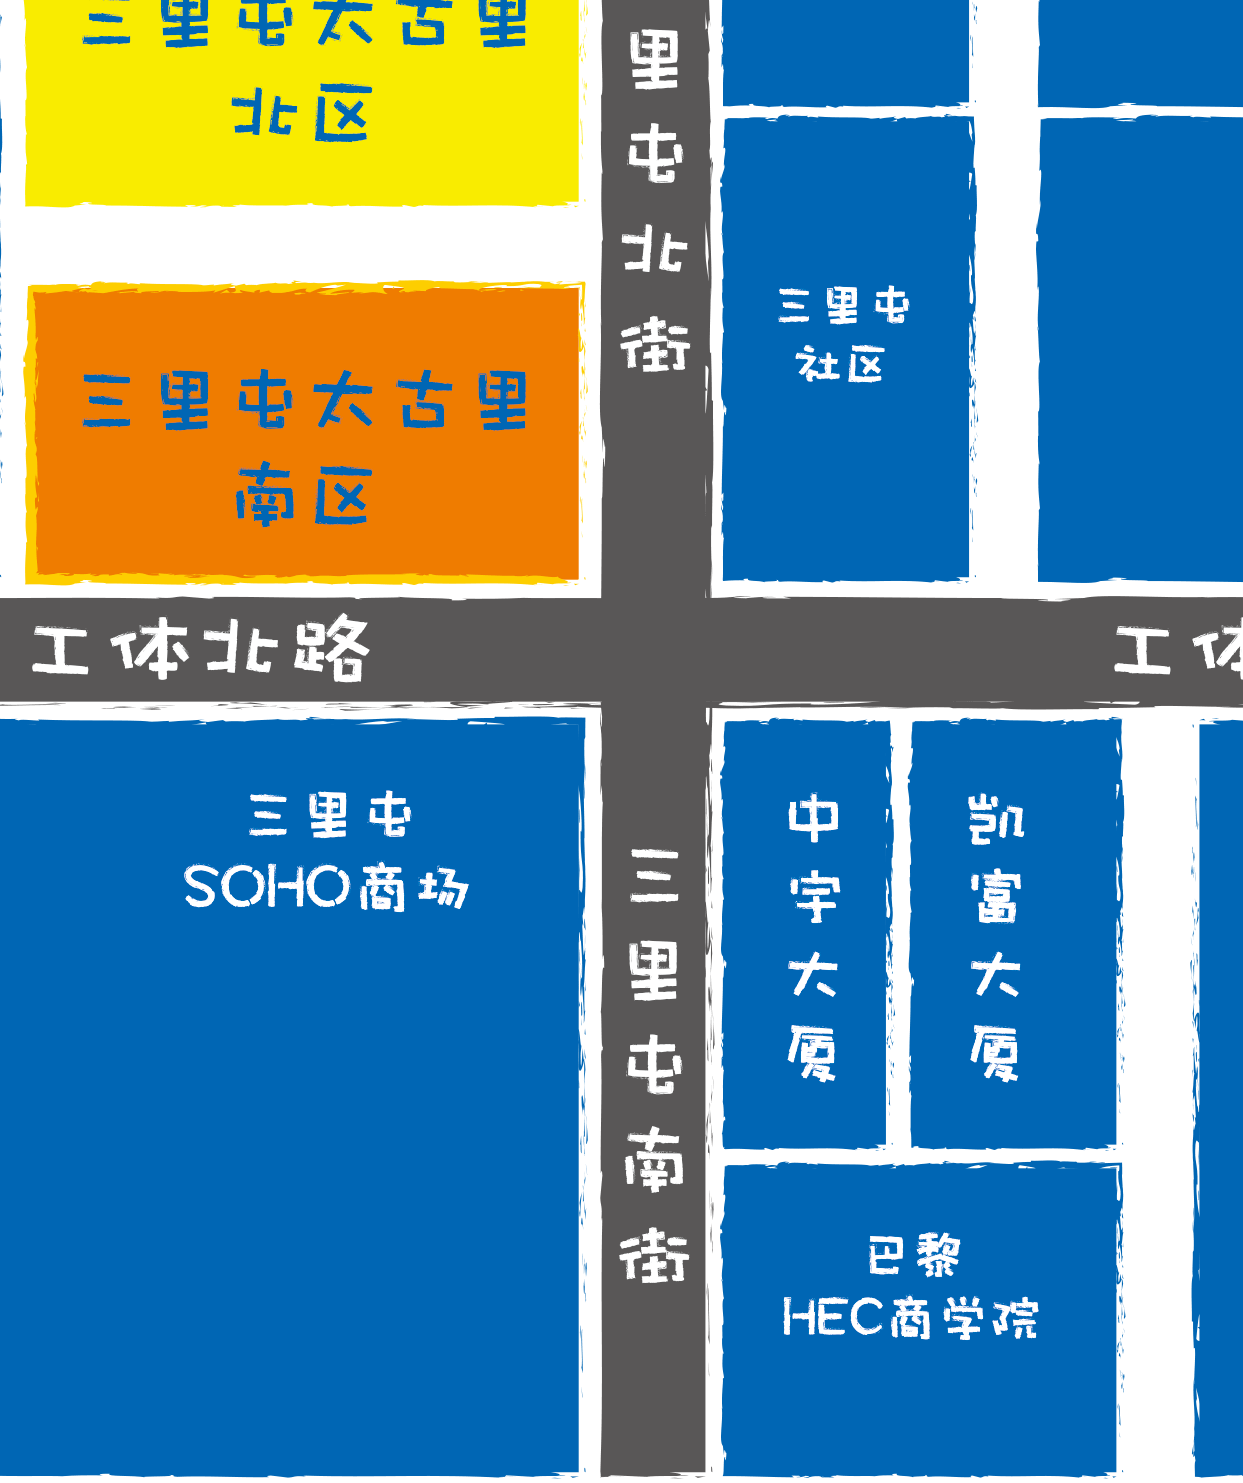 三里屯太古里
北区
里屯北街
三里屯
社区
三里屯太古里
南区
工体北路
工体
三里屯
SOHO商场
三里屯南街
中宇大厦
凯富大厦
巴黎
HEC商学院